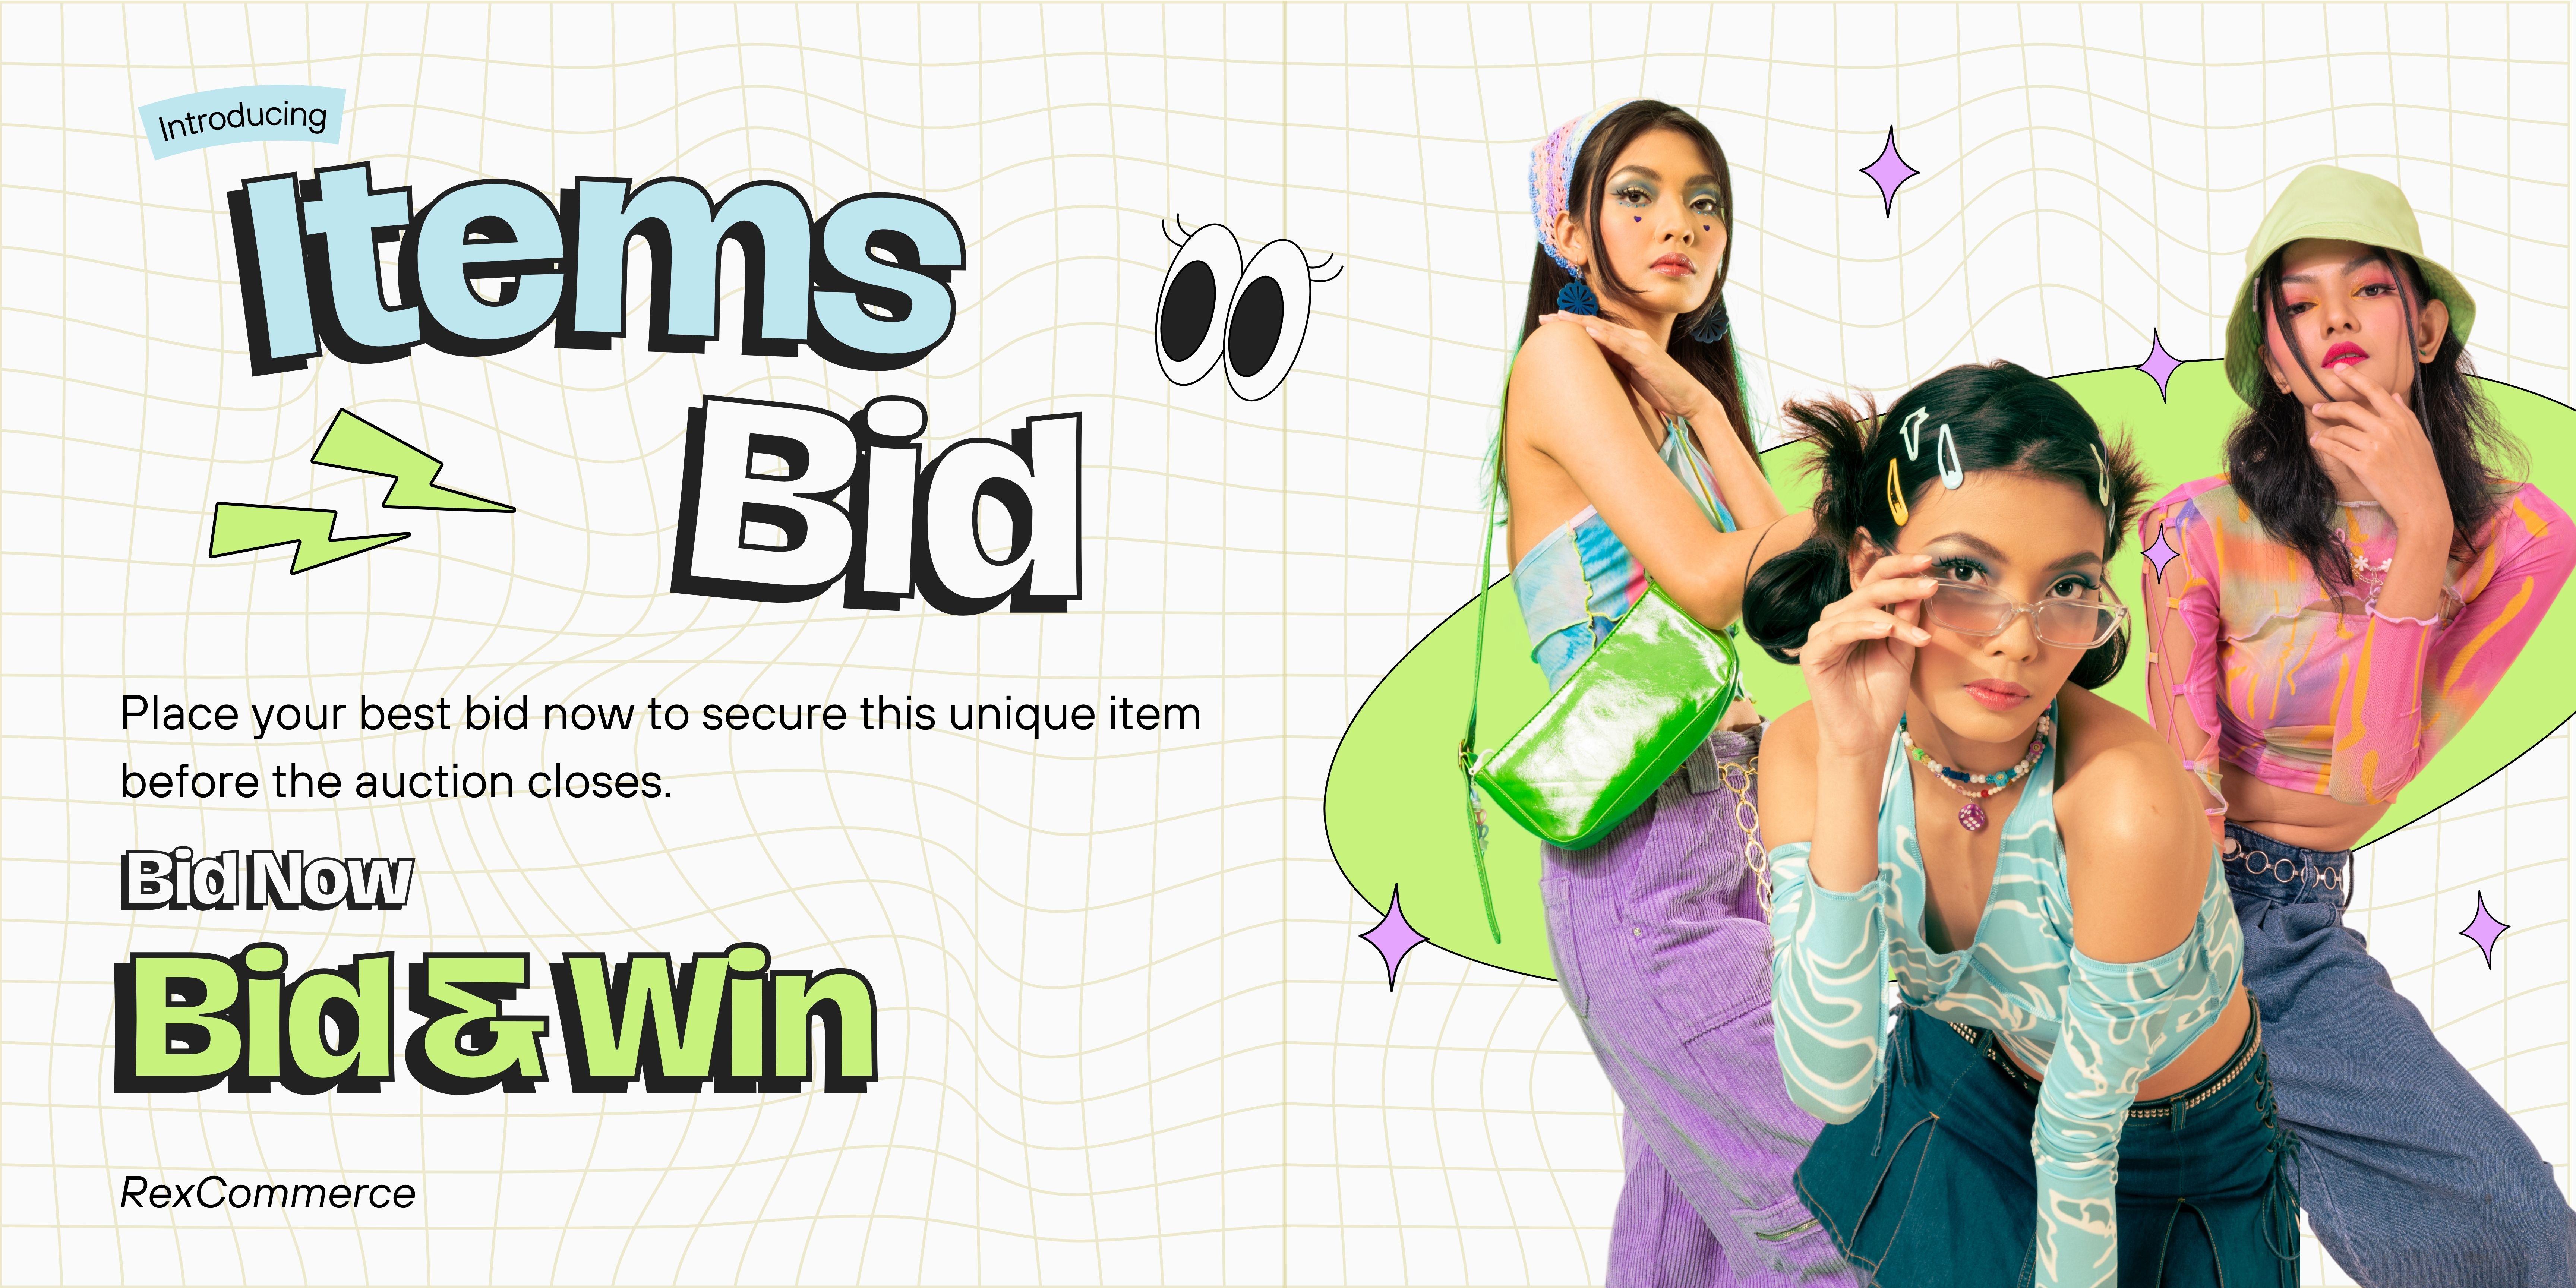 Introducing
Items
Bid
Place your best bid now to secure this unique item
before the auction closes.
Bid Now
Bid & Win
RexCommerce